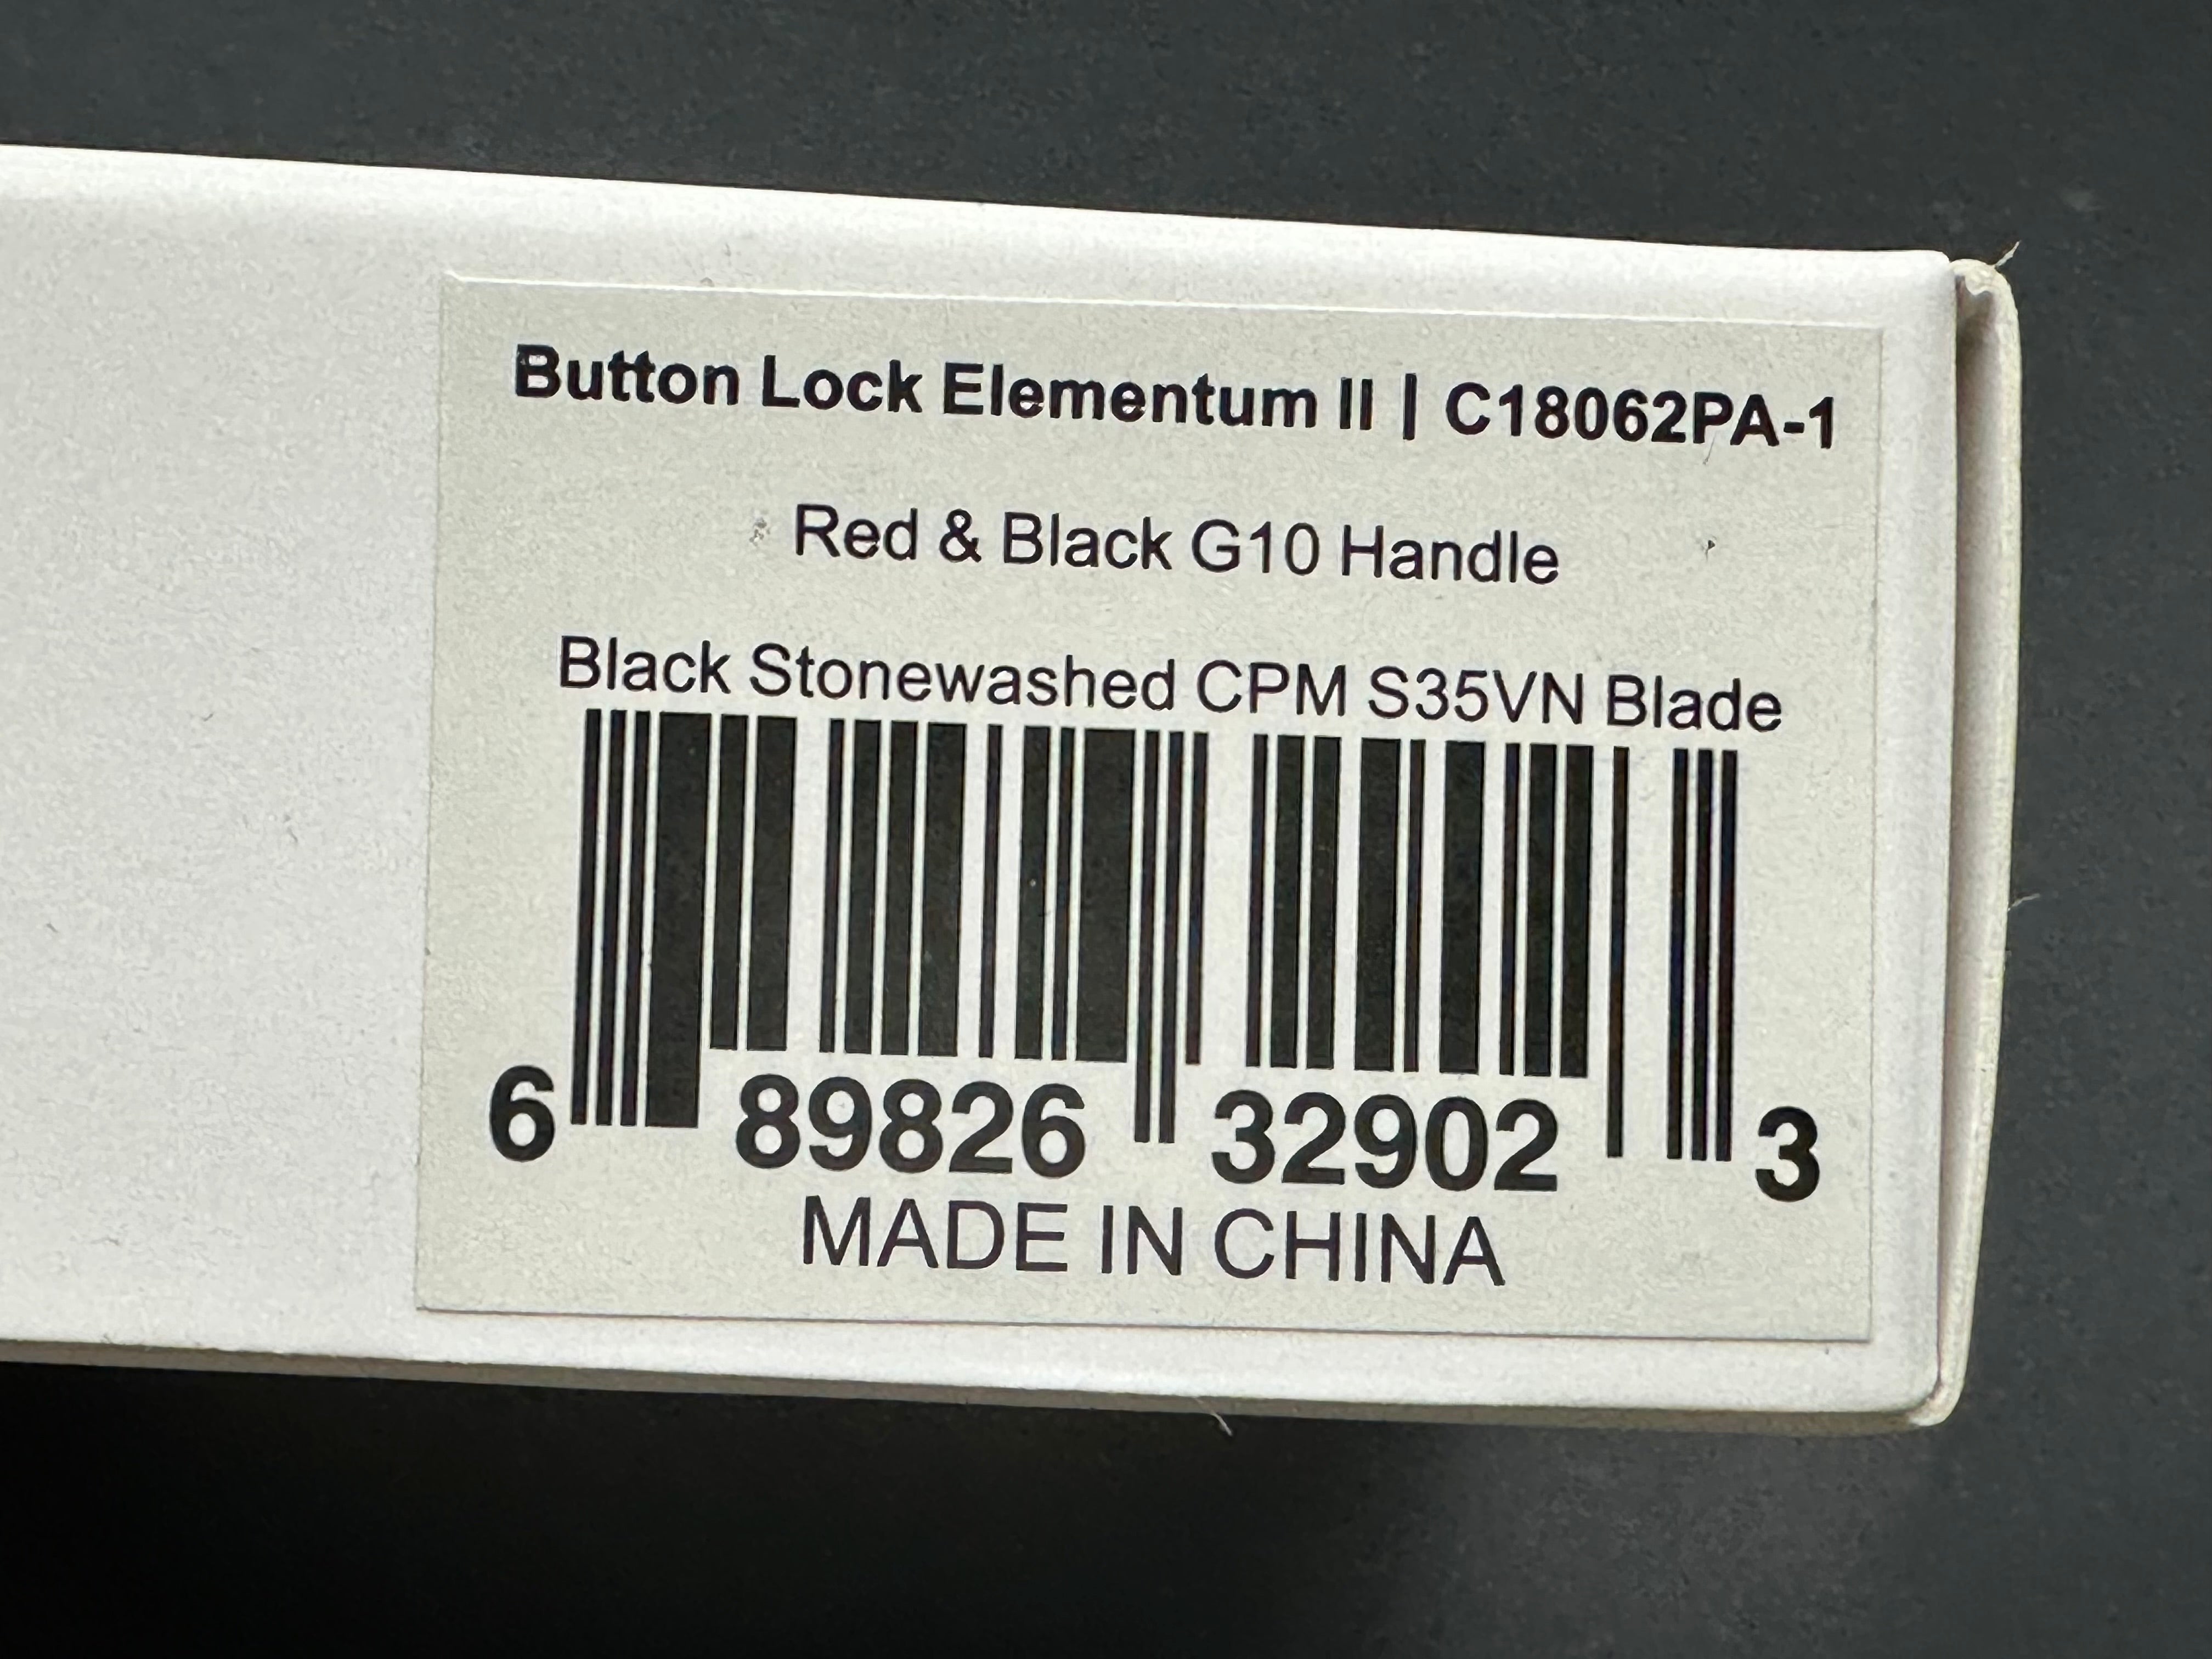 Button Lock Elementum II | C18062PA-1
Red & Black G10 Handle
Black Stonewashed CPM S35VN Blade
6 89826 32902 3
MADE IN CHINA